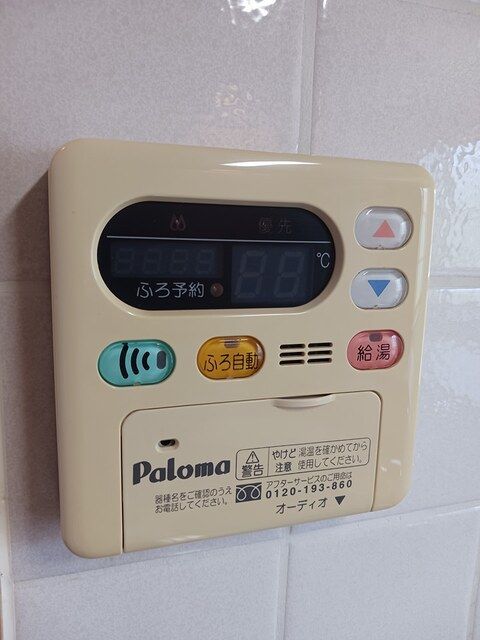 優先
℃
ふろ予約
ふろ自動
給湯
Paloma
警告
やけど
注意
湯温を確かめてから
使用してください。
器種名をご確認のうえ
お電話してください。
アフターサービスのご用命は
0120-193-860
オーディオ▼